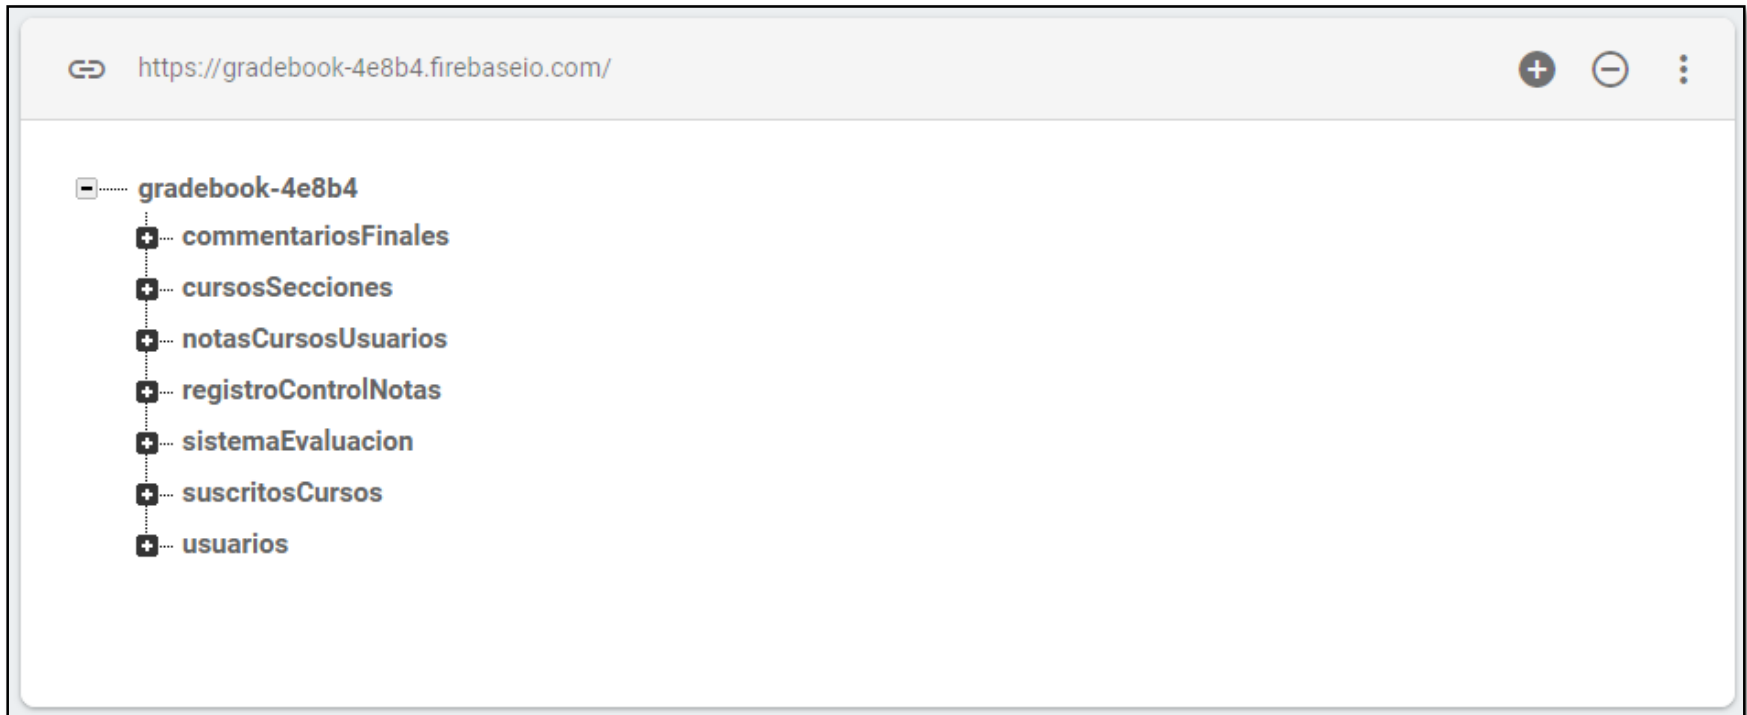 https://gradebook-4e8b4.firebaseio.com/
gradebook-4e8b4
commentariosFinales
cursosSecciones
notasCursosUsuarios
registroControlNotas
sistemaEvaluacion
suscritosCursos
usuarios